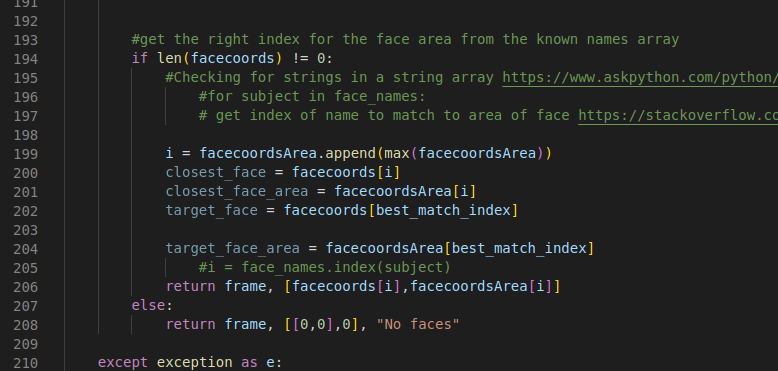 191
192
193 #get the right index for the face area from the known names array
194 if len(facecoords) != 0:
195 #Checking for strings in a string array https://www.askpython.com/python/
196 #for subject in face_names:
197 # get index of name to match to area of face https://stackoverflow.co
198
199 i = facecoordsArea.append(max(facecoordsArea))
200 closest_face = facecoords[i]
201 closest_face_area = facecoordsArea[i]
202 target_face = facecoords[best_match_index]
203
204 target_face_area = facecoordsArea[best_match_index]
205 #i = face_names.index(subject)
206 return frame, [facecoords[i],facecoordsArea[i]]
207 else:
208 return frame, [[0,0],0], "No faces"
209
210 except exception as e: